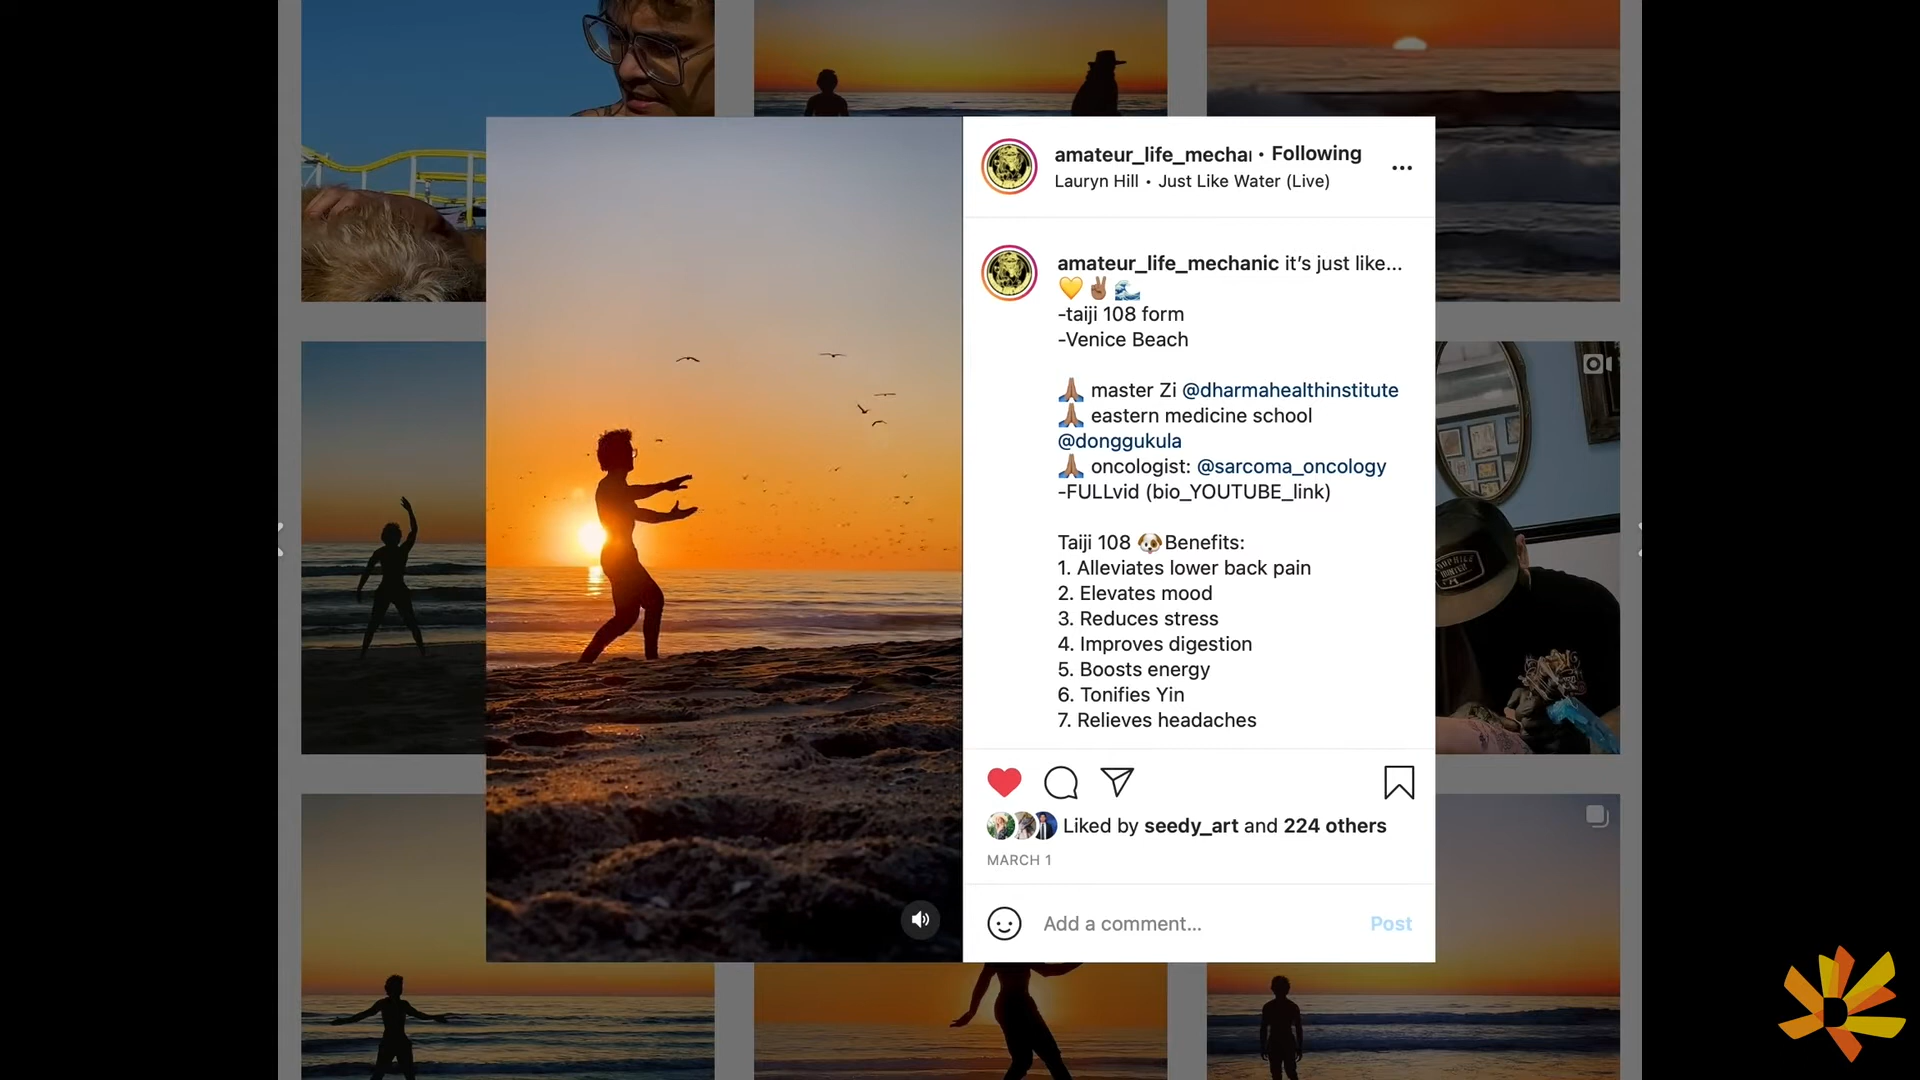 amateur_life_mecha • Following
Lauryn Hill • Just Like Water (Live)
amateur_life_mechanic it's just like...
💛✌🏽🌊
-taiji 108 form
-Venice Beach
🙏🏽 master Zi @dharmahealthinstitute
🙏🏽 eastern medicine school
@donggukula
🙏🏽 oncologist: @sarcoma_oncology
-FULLvid (bio_YOUTUBE_link)
Taiji 108 🐶Benefits:
1. Alleviates lower back pain
2. Elevates mood
3. Reduces stress
4. Improves digestion
5. Boosts energy
6. Tonifies Yin
7. Relieves headaches
Liked by seedy_art and 224 others
MARCH 1
Add a comment...
Post
D